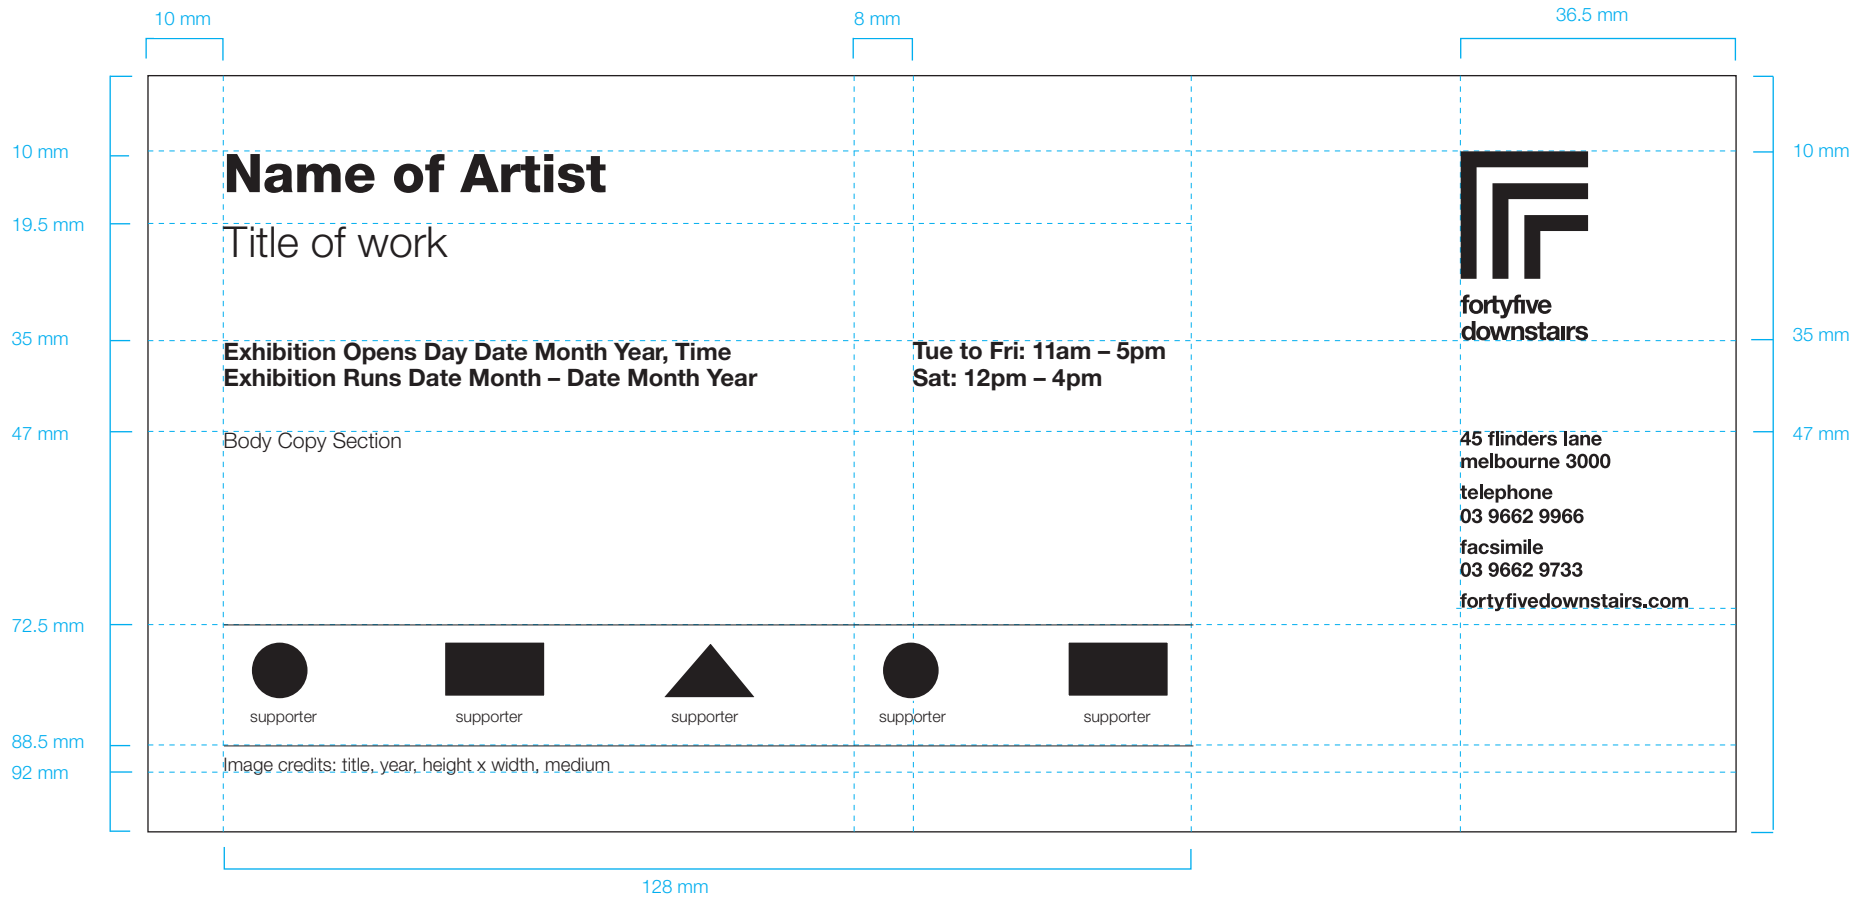 10 mm
8 mm
36.5 mm
10 mm
19.5 mm
35 mm
47 mm
72.5 mm
88.5 mm
92 mm
Name of Artist
Title of work
Exhibition Opens Day Date Month Year, Time
Exhibition Runs Date Month – Date Month Year
Tue to Fri: 11am – 5pm
Sat: 12pm – 4pm
Body Copy Section
supporter
supporter
supporter
supporter
supporter
Image credits: title, year, height x width, medium
fortyfive
downstairs
45 flinders lane
melbourne 3000
telephone
03 9662 9966
facsimile
03 9662 9733
fortyfivedownstairs.com
10 mm
35 mm
47 mm
128 mm